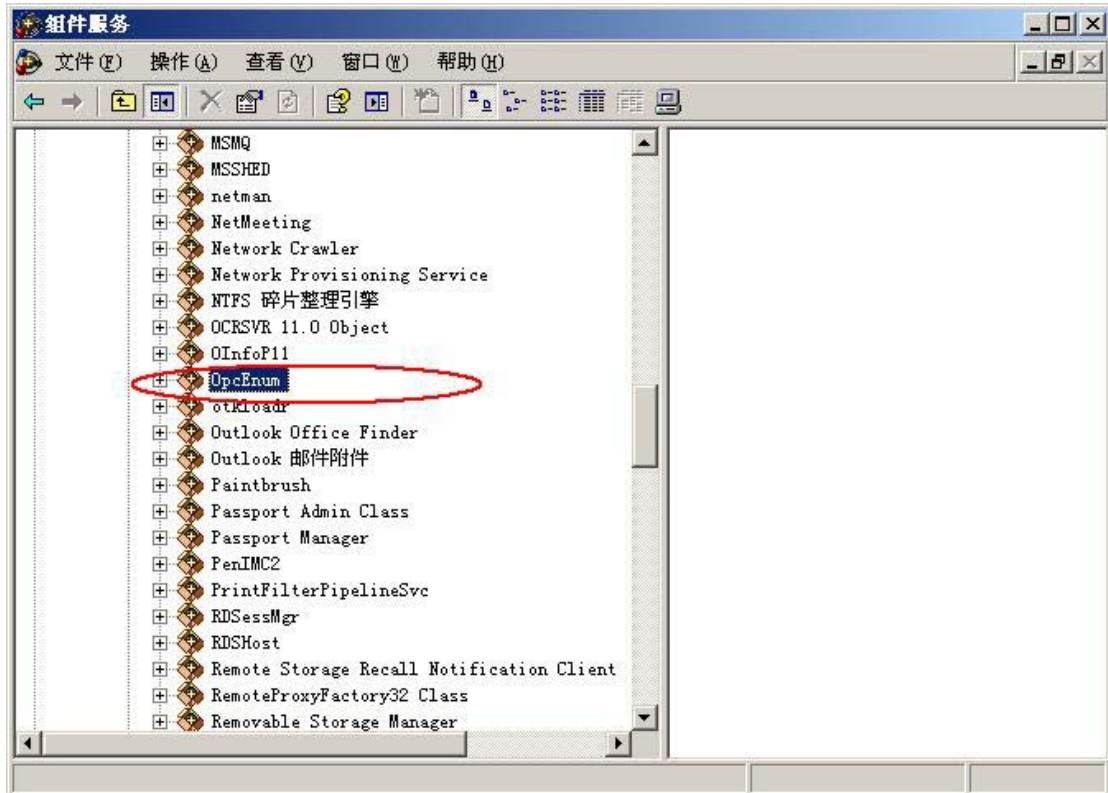 组件服务
文件(F) 操作(A) 查看(V) 窗口(W) 帮助(H)
MSMQ
MSSHED
netman
NetMeeting
Network Crawler
Network Provisioning Service
NTFS 碎片整理引擎
OCRSVR 11.0 Object
OInfoP11
OpcEnum
otkloadr
Outlook Office Finder
Outlook 邮件附件
Paintbrush
Passport Admin Class
Passport Manager
PenIMC2
PrintFilterPipelineSvc
RDSessMgr
RDSHost
Remote Storage Recall Notification Client
RemoteProxyFactory32 Class
Removable Storage Manager